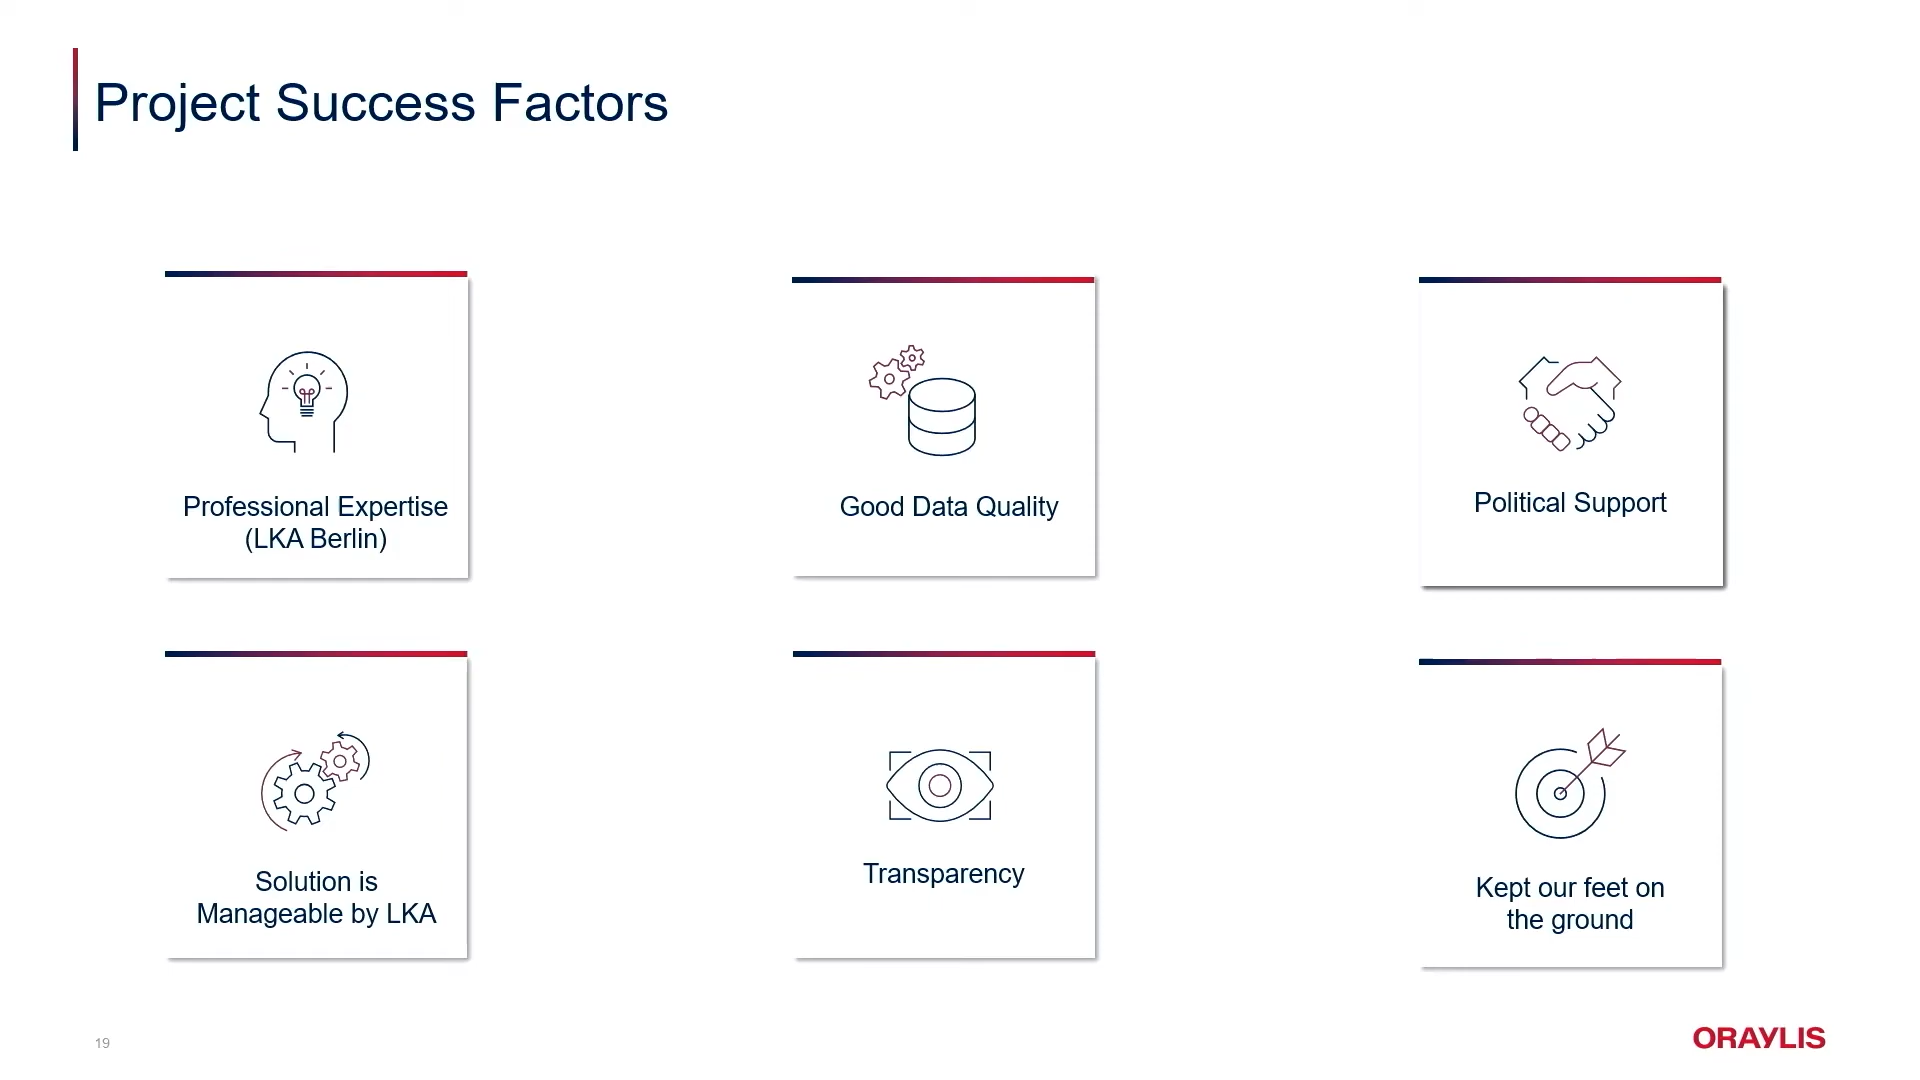 Project Success Factors
Professional Expertise
(LKA Berlin)
Good Data Quality
Political Support
Solution is
Manageable by LKA
Transparency
Kept our feet on
the ground
19
ORAYLIS